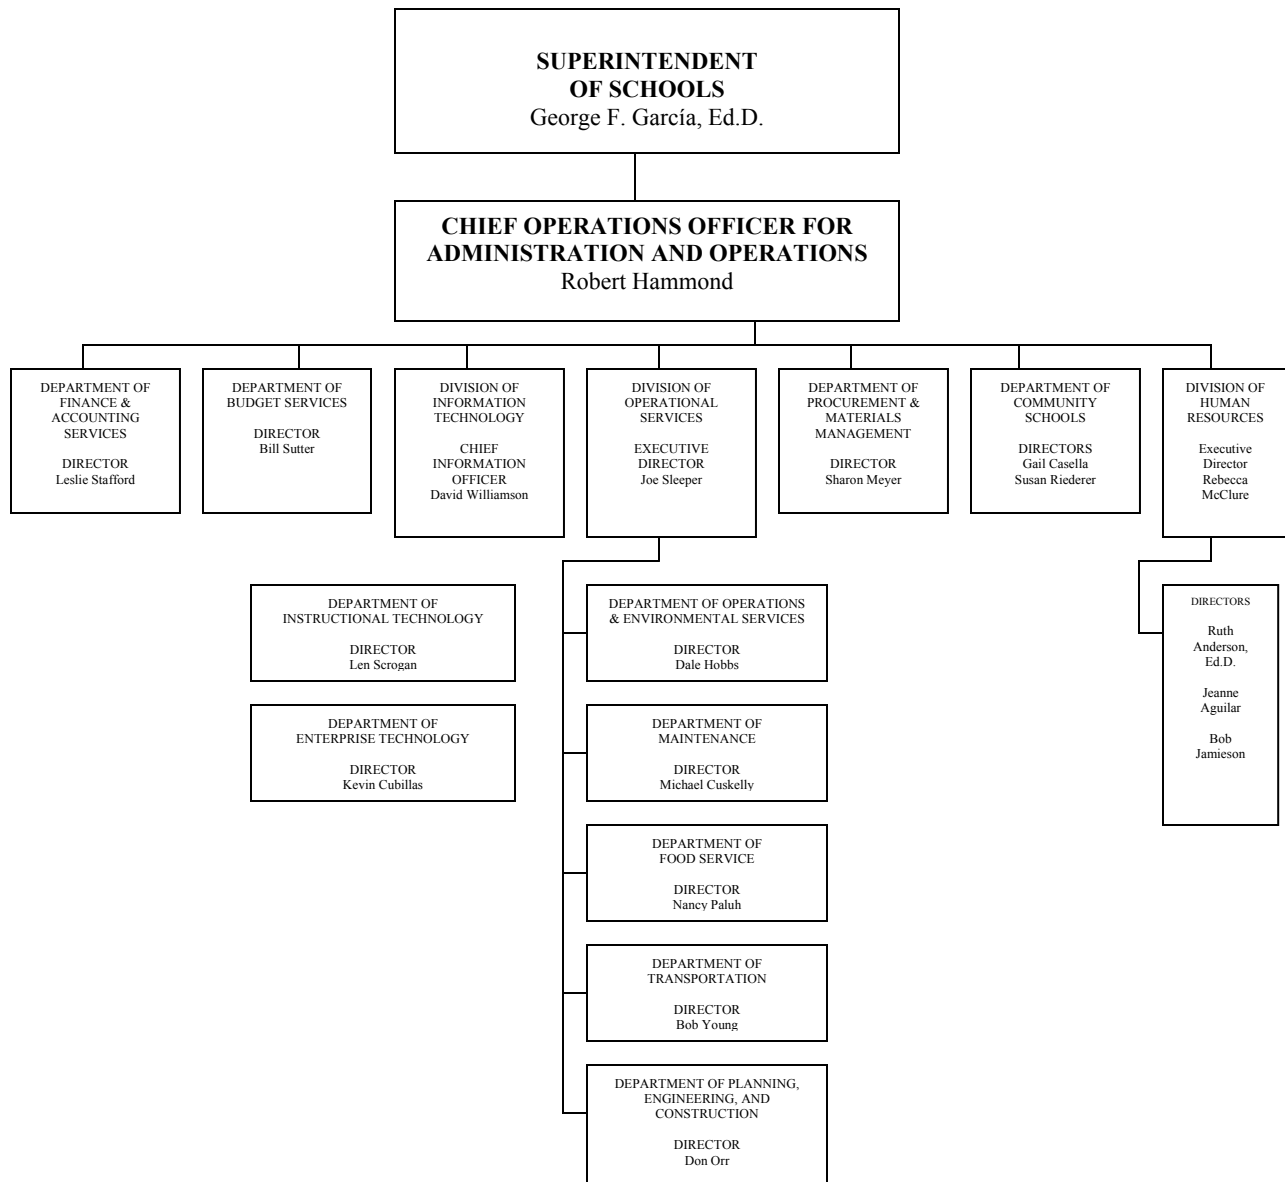 SUPERINTENDENT
OF SCHOOLS
George F. García, Ed.D.
CHIEF OPERATIONS OFFICER FOR
ADMINISTRATION AND OPERATIONS
Robert Hammond
DEPARTMENT OF
FINANCE &
ACCOUNTING
SERVICES
DIRECTOR
Leslie Stafford
DEPARTMENT OF
BUDGET SERVICES
DIRECTOR
Bill Sutter
DIVISION OF
INFORMATION
TECHNOLOGY
CHIEF
INFORMATION
OFFICER
David Williamson
DIVISION OF
OPERATIONAL
SERVICES
EXECUTIVE
DIRECTOR
Joe Sleeper
DEPARTMENT OF
PROCUREMENT &
MATERIALS
MANAGEMENT
DIRECTOR
Sharon Meyer
DEPARTMENT OF
COMMUNITY
SCHOOLS
DIRECTORS
Gail Casella
Susan Riederer
DIVISION OF
HUMAN
RESOURCES
Executive
Director
Rebecca
McClure
DEPARTMENT OF
INSTRUCTIONAL TECHNOLOGY
DIRECTOR
Len Scrogan
DEPARTMENT OF
ENTERPRISE TECHNOLOGY
DIRECTOR
Kevin Cubillas
DEPARTMENT OF OPERATIONS
& ENVIRONMENTAL SERVICES
DIRECTOR
Dale Hobbs
DEPARTMENT OF
MAINTENANCE
DIRECTOR
Michael Cuskelly
DEPARTMENT OF
FOOD SERVICE
DIRECTOR
Nancy Paluh
DEPARTMENT OF
TRANSPORTATION
DIRECTOR
Bob Young
DEPARTMENT OF PLANNING,
ENGINEERING, AND
CONSTRUCTION
DIRECTOR
Don Orr
DIRECTORS
Ruth
Anderson,
Ed.D.
Jeanne
Aguilar
Bob
Jamieson